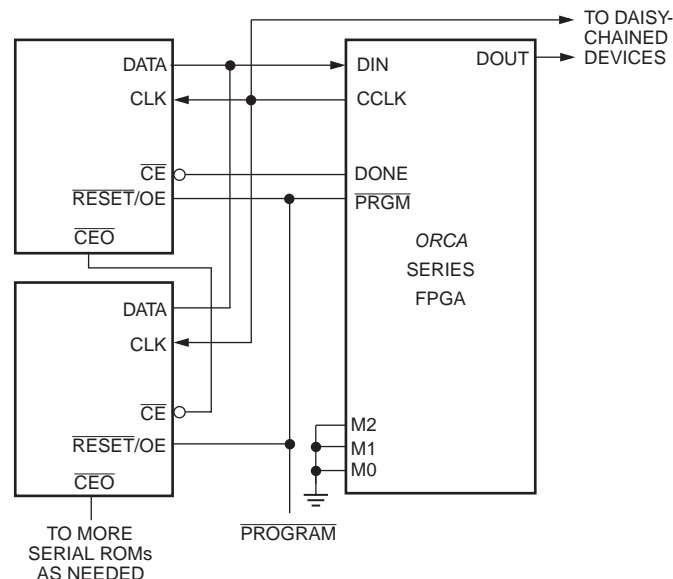 TO DAISY-
CHAINED
DEVICES
DATA
DIN
DOUT
CLK
CCLK
CE
DONE
RESET/OE
PRGM
CEO
ORCA
SERIES
FPGA
DATA
CLK
CE
M2
RESET/OE
M1
M0
CEO
TO MORE
SERIAL ROMs
AS NEEDED
PROGRAM